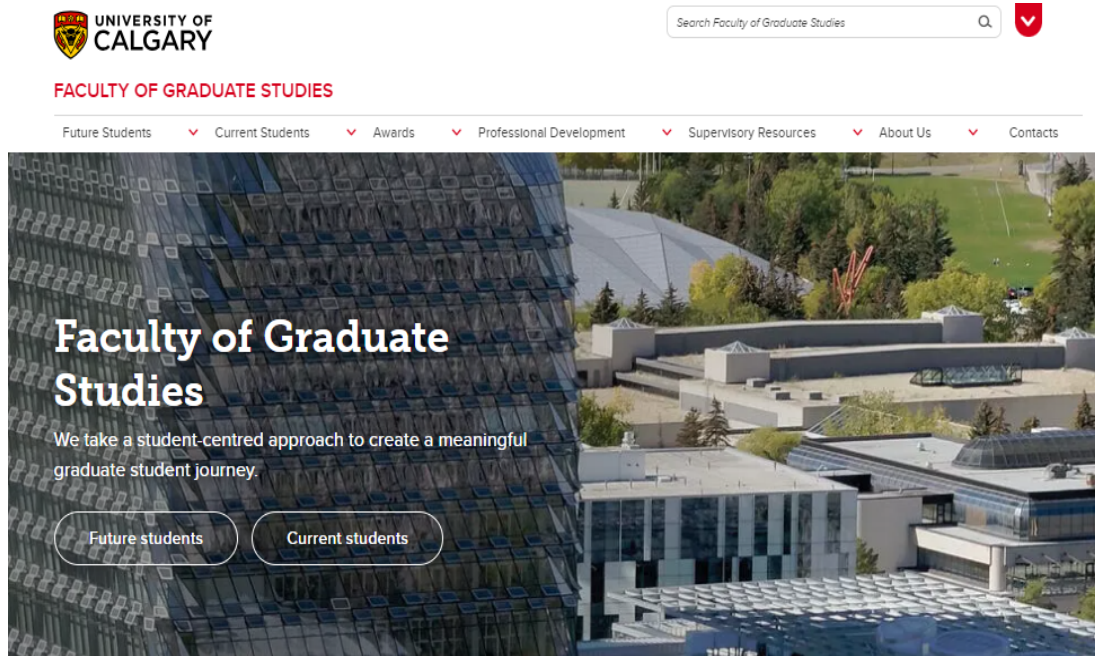 UNIVERSITY OF
CALGARY
Search Faculty of Graduate Studies
FACULTY OF GRADUATE STUDIES
Future Students
Current Students
Awards
Professional Development
Supervisory Resources
About Us
Contacts
Faculty of Graduate
Studies
We take a student-centred approach to create a meaningful
graduate student journey.
Future students
Current students